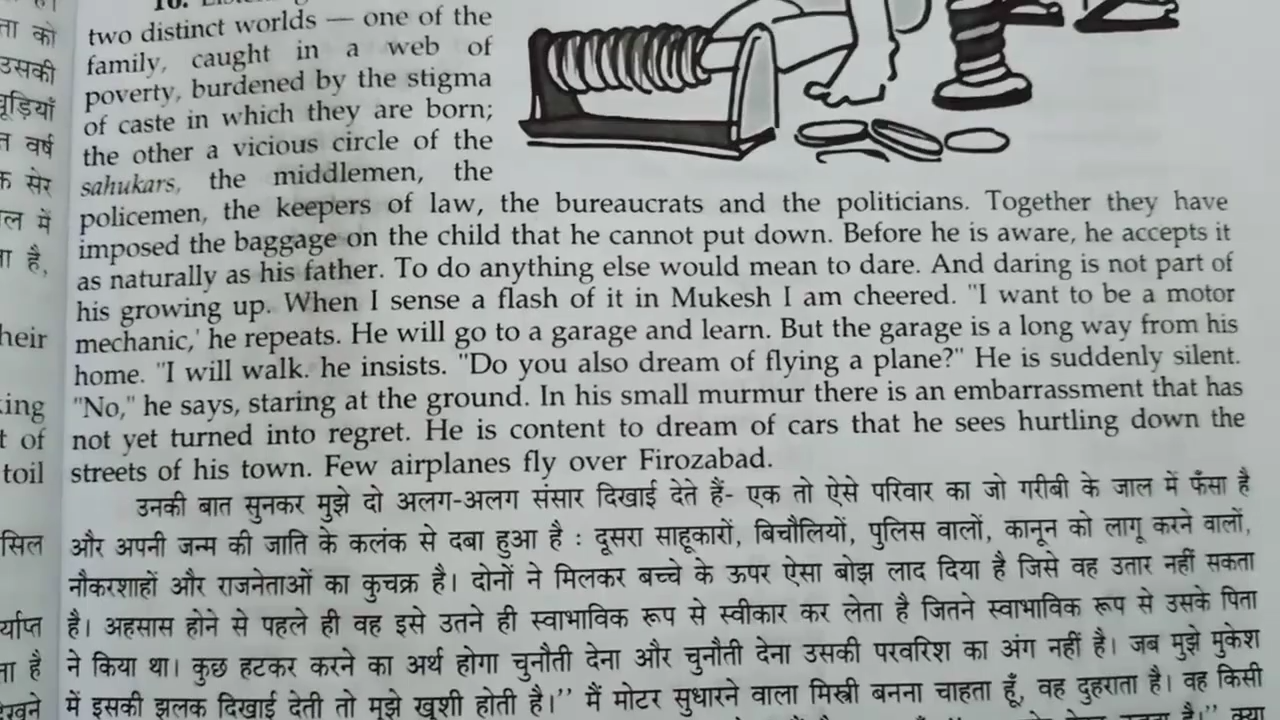 ता को
उसकी
चूड़ियाँ
वर्ष
सेर
ल में
ता है,
heir
king
t of
toil
सिल
र्याप्त
ता है
देखने
two distinct worlds — one of the
family, caught in a web of
poverty, burdened by the stigma
of caste in which they are born;
the other a vicious circle of the
sahukars, the middlemen, the
policemen, the keepers of law, the bureaucrats and the politicians. Together they have
imposed the baggage on the child that he cannot put down. Before he is aware, he accepts it
as naturally as his father. To do anything else would mean to dare. And daring is not part of
his growing up. When I sense a flash of it in Mukesh I am cheered. "I want to be a motor
mechanic,' he repeats. He will go to a garage and learn. But the garage is a long way from his
home. "I will walk. he insists. "Do you also dream of flying a plane?" He is suddenly silent.
"No," he says, staring at the ground. In his small murmur there is an embarrassment that has
not yet turned into regret. He is content to dream of cars that he sees hurtling down the
streets of his town. Few airplanes fly over Firozabad.
उनकी बात सुनकर मुझे दो अलग-अलग संसार दिखाई देते हैं- एक तो ऐसे परिवार का जो गरीबी के जाल में फँसा है
और अपनी जन्म की जाति के कलंक से दबा हुआ है : दूसरा साहूकारों, बिचौलियों, पुलिस वालों, कानून को लागू करने वालों,
नौकरशाहों और राजनेताओं का कुचक्र है। दोनों ने मिलकर बच्चे के ऊपर ऐसा बोझ लाद दिया है जिसे वह उतार नहीं सकता
है। अहसास होने से पहले ही वह इसे उतने ही स्वाभाविक रूप से स्वीकार कर लेता है जितने स्वाभाविक रूप से उसके पिता
ने किया था। कुछ हटकर करने का अर्थ होगा चुनौती देना और चुनौती देना उसकी परवरिश का अंग नहीं है। जब मुझे मुकेश
में इसकी झलक दिखाई देती तो मुझे खुशी होती है।'' मैं मोटर सुधारने वाला मिस्त्री बनना चाहता हूँ, वह दुहराता है। वह किसी